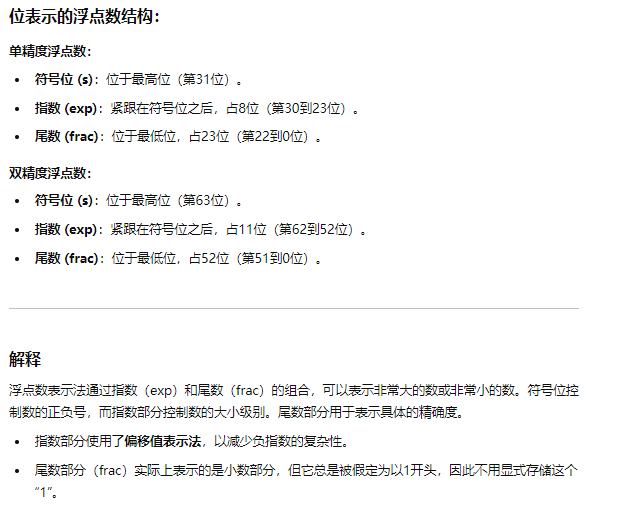 位表示的浮点数结构：
单精度浮点数：
• 符号位 (s)：位于最高位（第31位）。
• 指数 (exp)：紧跟在符号位之后，占8位（第30到23位）。
• 尾数 (frac)：位于最低位，占23位（第22到0位）。
双精度浮点数：
• 符号位 (s)：位于最高位（第63位）。
• 指数 (exp)：紧跟在符号位之后，占11位（第62到52位）。
• 尾数 (frac)：位于最低位，占52位（第51到0位）。
解释
浮点数表示法通过指数（exp）和尾数（frac）的组合，可以表示非常大的数或非常小的数。符号位控
制数的正负号，而指数部分控制数的大小级别。尾数部分用于表示具体的精确度。
• 指数部分使用了偏移值表示法，以减少负指数的复杂性。
• 尾数部分（frac）实际上表示的是小数部分，但它总是被假定为以1开头，因此不用显式存储这个
“1”。